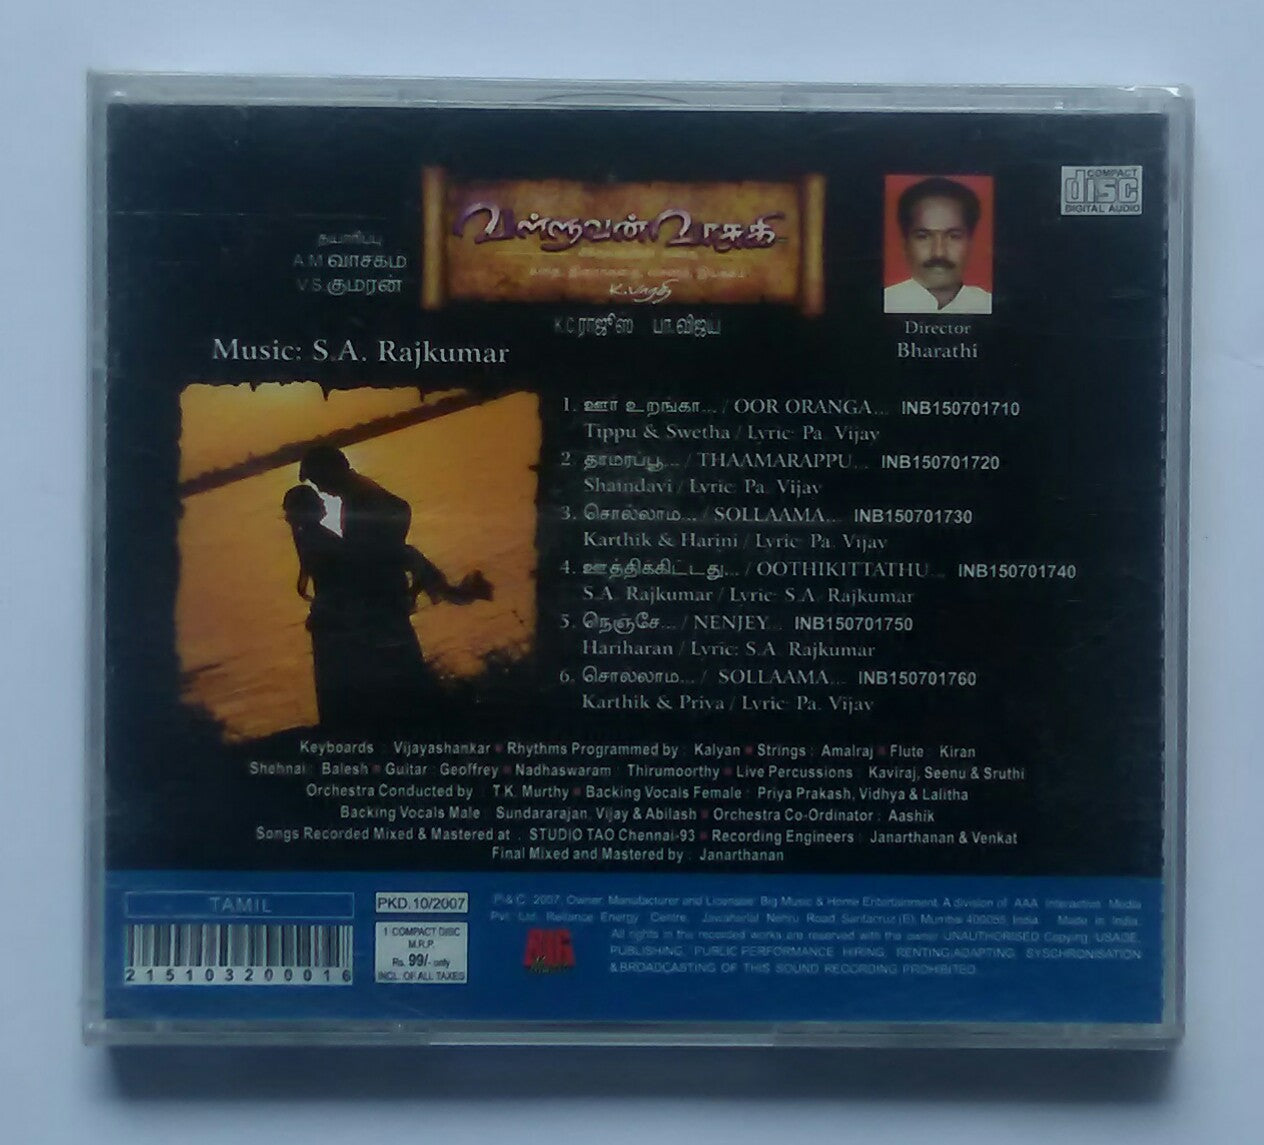 வள்ளுவன் வாசுகி
K. பாரதி
தயாரிப்பு
A.M வாசகம்
V.S. குமரன்
K.C. ராஜீஸ் பா. விஜய்
COMPACT
disc
DIGITAL AUDIO
Director
Bharathi
Music: S.A. Rajkumar
1. ஊர் உறங்கா... / OOR ORANGA... INB150701710
Tippu & Swetha / Lyric: Pa. Vijay
2. தாமரப்பூ... / THAAMARAPPU... INB150701720
Shaindavi / Lyric: Pa. Vijay
3. சொல்லாம... / SOLLAAMA... INB150701730
Karthik & Harini / Lyric: Pa. Vijay
4. ஊத்திக்கிட்டது... / OOTHIKITTATHU... INB150701740
S.A. Rajkumar / Lyric: S.A. Rajkumar
5. நெஞ்சே... / NENJEY... INB150701750
Hariharan / Lyric: S.A. Rajkumar
6. சொல்லாம... / SOLLAAMA... INB150701760
Karthik & Priya / Lyric: Pa. Vijay
Keyboards : Vijayashankar Rhythms Programmed by : Kalyan Strings : Amalraj Flute : Kiran
Shehnai : Balesh Guitar : Geoffrey Nadhaswaram : Thirumoorthy Live Percussions : Kaviraj, Seenu & Sruthi
Orchestra Conducted by : T.K. Murthy Backing Vocals Female : Priya Prakash, Vidhya & Lalitha
Backing Vocals Male : Sundararajan, Vijay & Abilash Orchestra Co-Ordinator : Aashik
Songs Recorded Mixed & Mastered at : STUDIO TAO Chennai-93 Recording Engineers : Janarthanan & Venkat
Final Mixed and Mastered by : Janarthanan
TAMIL
2151032000016
PKD.10/2007
1 COMPACT DISC
M.R.P.
Rs. 99/- only
INCL. OF ALL TAXES
BIG
Music
P & C 2007, Owner, Manufacturer and Licensee: Big Music & Home Entertainment A division of AAA Interactive Media
Pvt. Ltd. Reliance Energy Centre, Jawaharlal Nehru Road Santacruz (E), Mumbai 400055 India Made in India
All rights in the recorded works are reserved with the owner UNAUTHORISED Copying USAGE,
PUBLISHING, PUBLIC PERFORMANCE HIRING, RENTING, ADAPTING SYSCHRONISATION
& BROADCASTING OF THIS SOUND RECORDING PROHIBITED